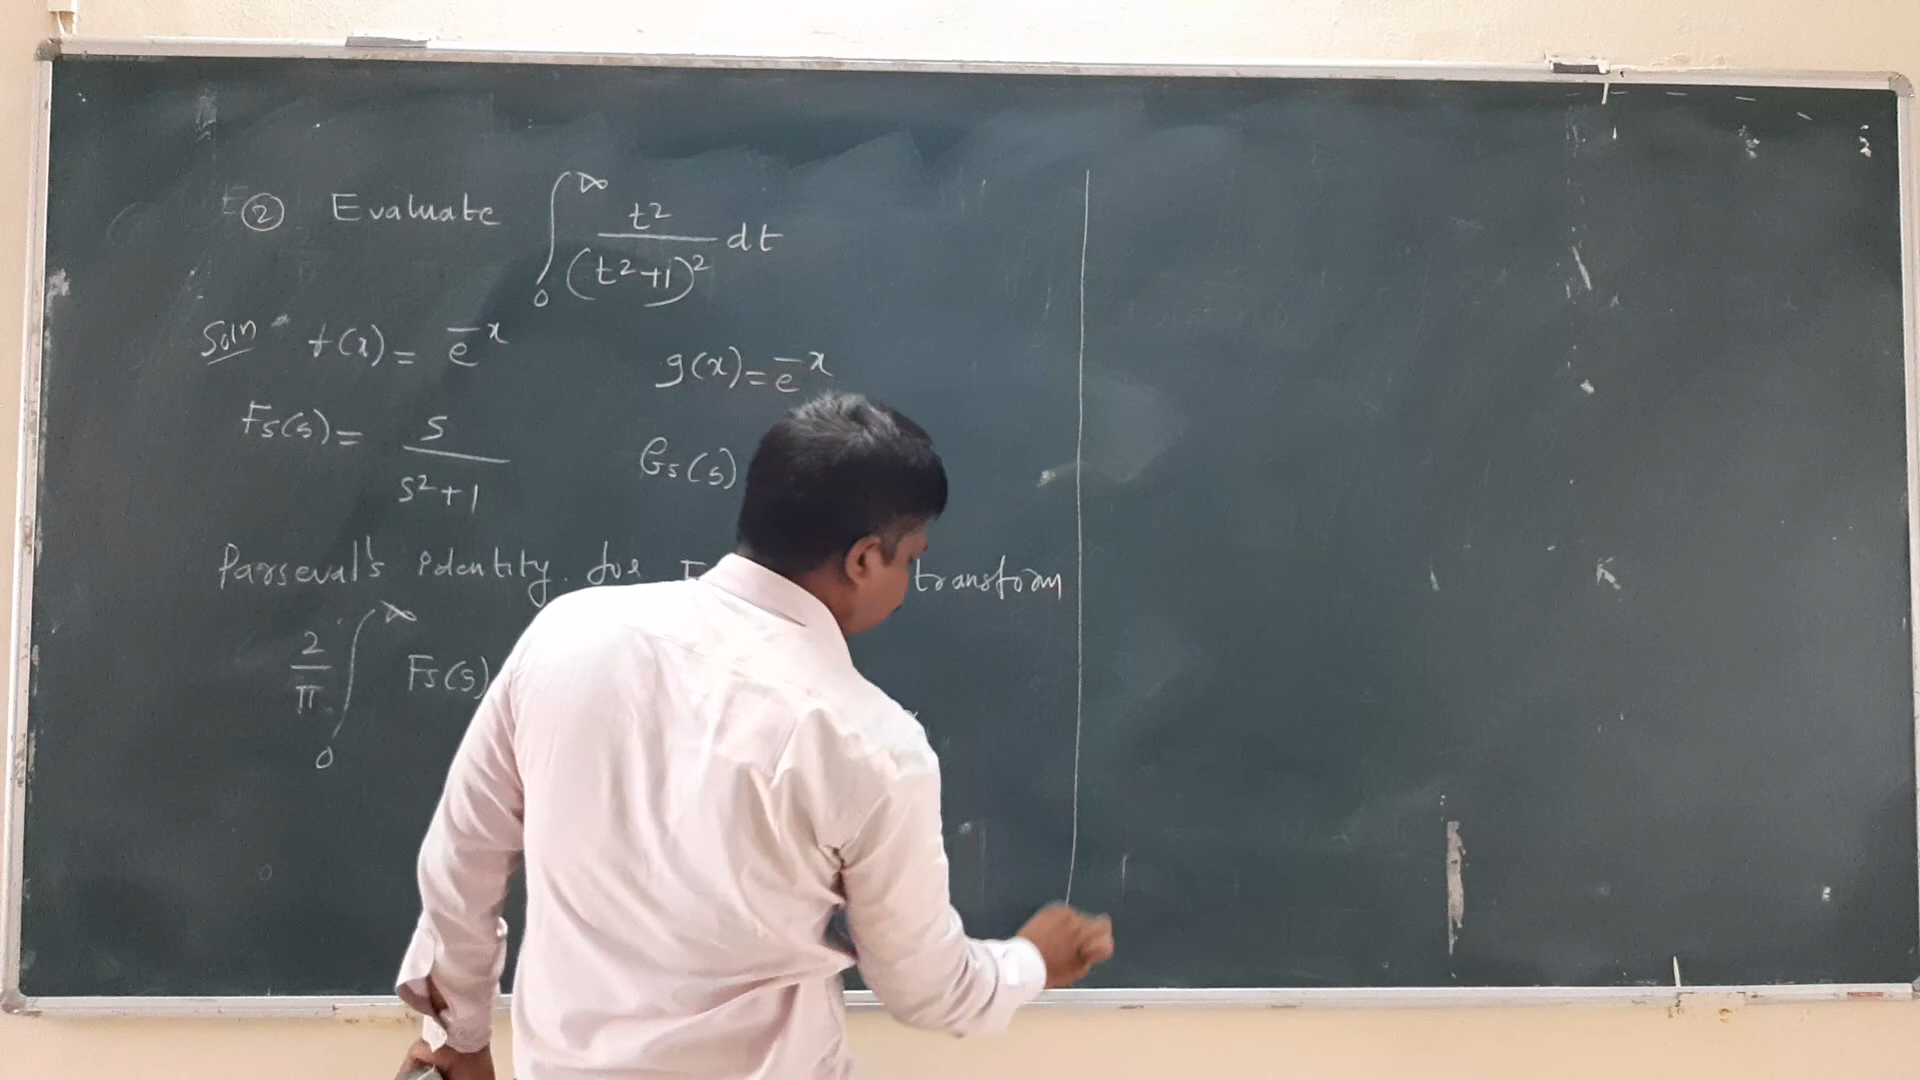 ② Evaluate ∫₀^∞ t²/(t²+1)² dt
Soln f(x) = e^-x g(x) = e^-x
Fs(s) = s/(s²+1) Gs(s)
Parseval's identity for F transform
2/π ∫₀^∞ Fs(s)